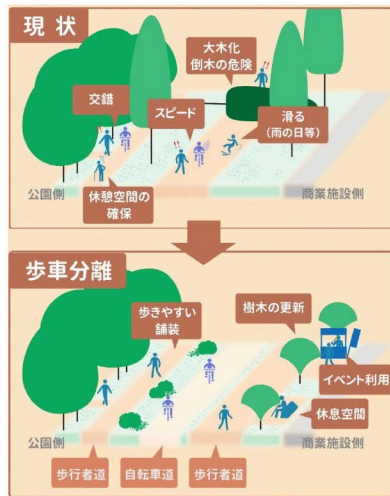 現状
大木化
倒木の危険
交錯
スピード
滑る
(雨の日等)
休憩空間の
確保
公園側
商業施設側
歩車分離
歩きやすい
舗装
樹木の更新
イベント利用
休息空間
公園側
商業施設側
歩行者道
自転車道
歩行者道